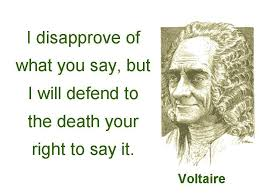 I disapprove of
what you say, but
I will defend to
the death your
right to say it.
Voltaire